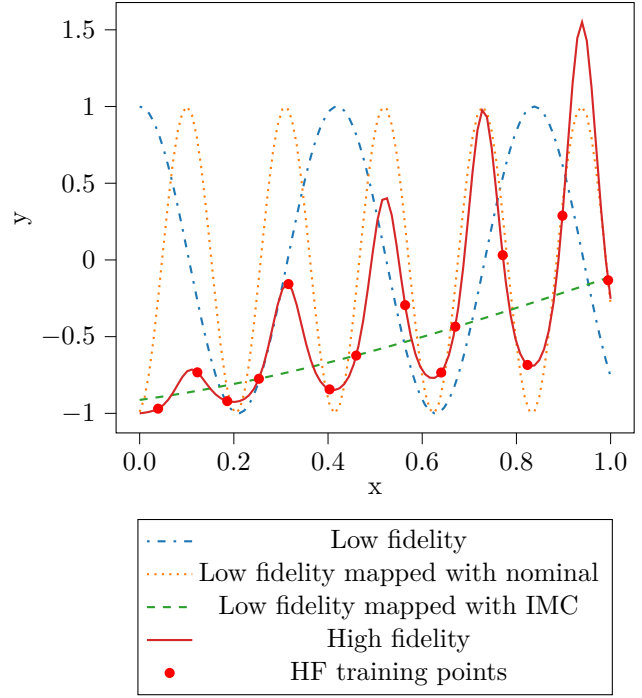 1.5
1
0.5
0
−0.5
−1
y
0.0 0.2 0.4 0.6 0.8 1.0
x
Low fidelity
Low fidelity mapped with nominal
Low fidelity mapped with IMC
High fidelity
HF training points